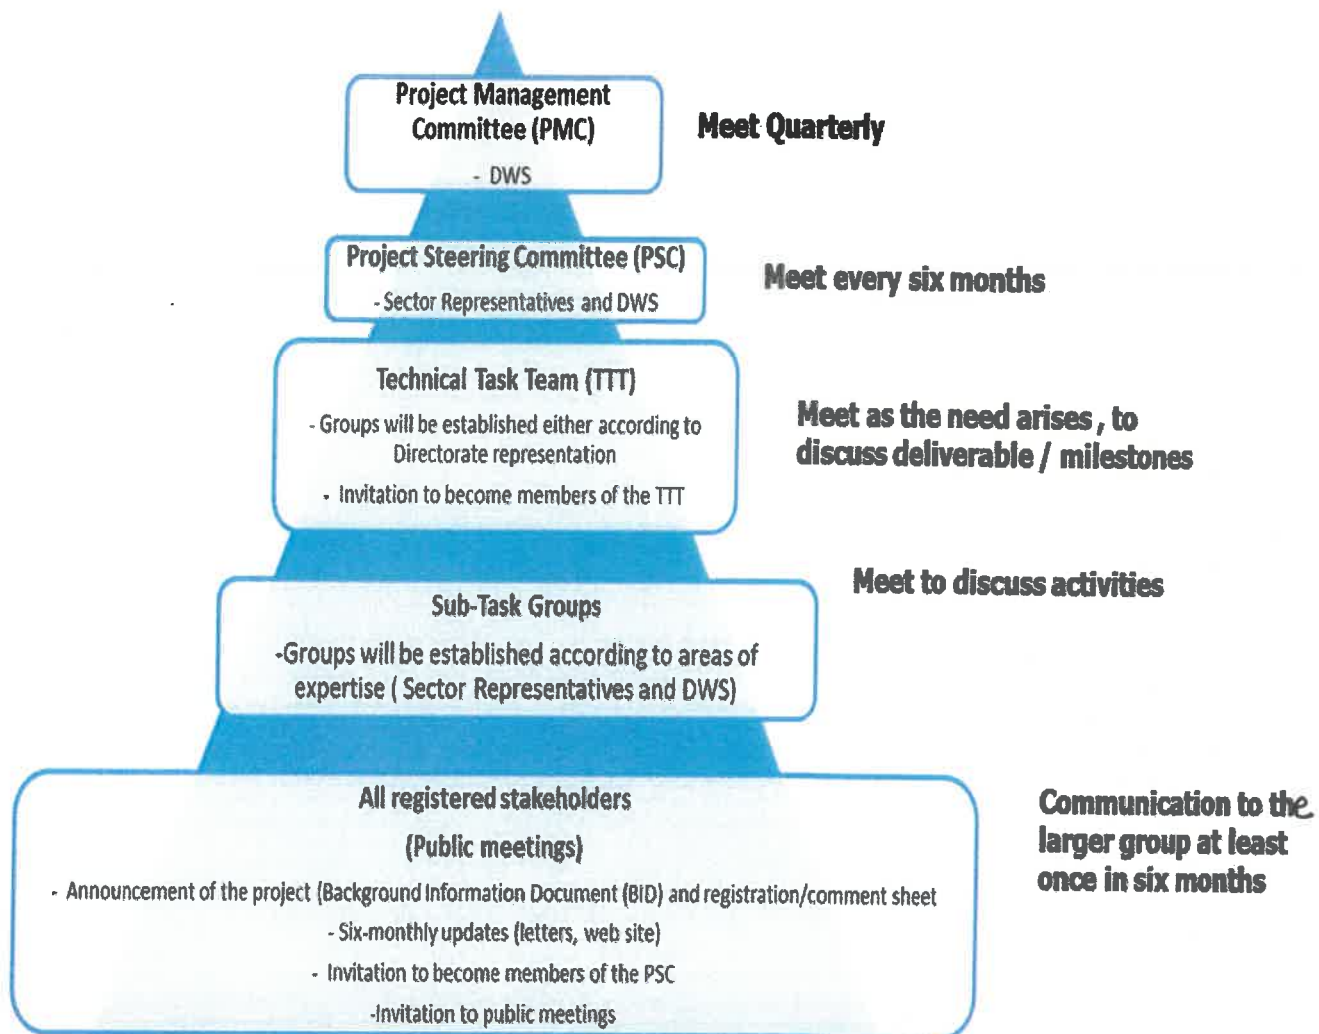 Project Management
Committee (PMC)
- DWS
Meet Quarterly
Project Steering Committee (PSC)
- Sector Representatives and DWS
Meet every six months
Technical Task Team (TTT)
- Groups will be established either according to
Directorate representation
- Invitation to become members of the TTT
Meet as the need arises , to
discuss deliverable / milestones
Meet to discuss activities
Sub-Task Groups
-Groups will be established according to areas of
expertise ( Sector Representatives and DWS)
All registered stakeholders
(Public meetings)
- Announcement of the project (Background Information Document (BID) and registration/comment sheet
- Six-monthly updates (letters, web site)
- Invitation to become members of the PSC
-Invitation to public meetings
Communication to the
larger group at least
once in six months